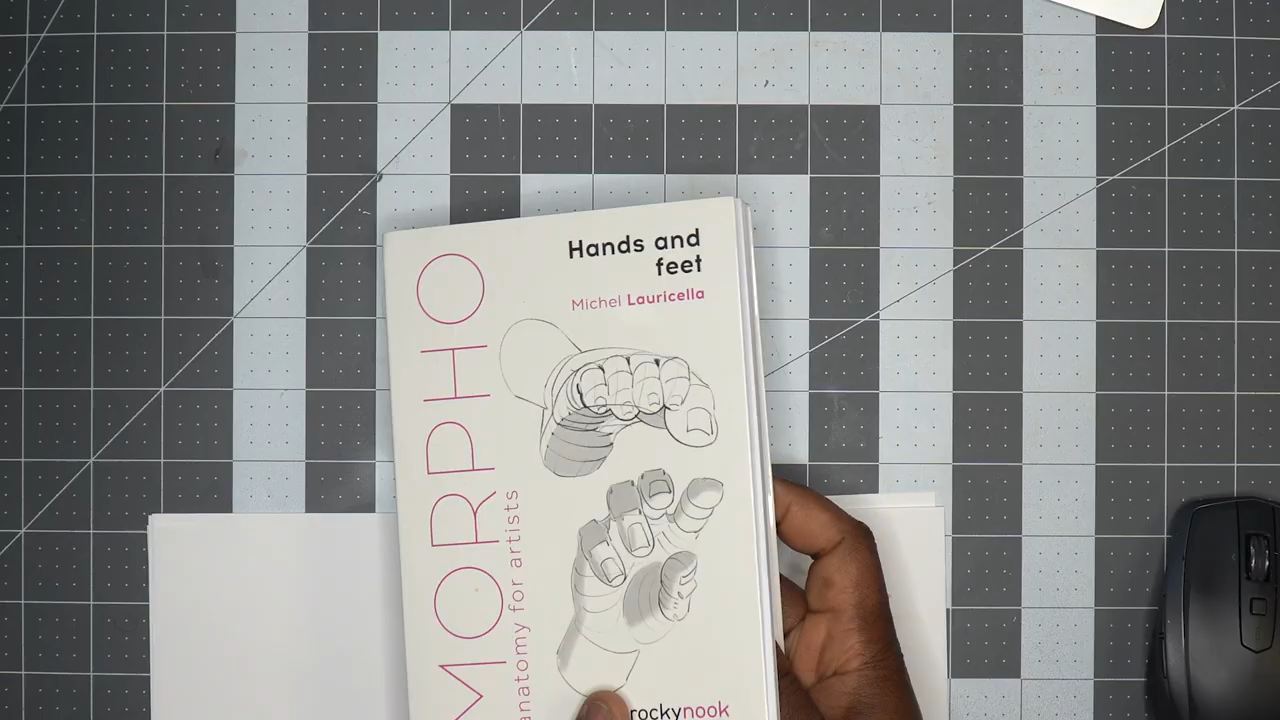 Hands and
feet
Michel Lauricella
MORPHO
anatomy for artists
rockynook